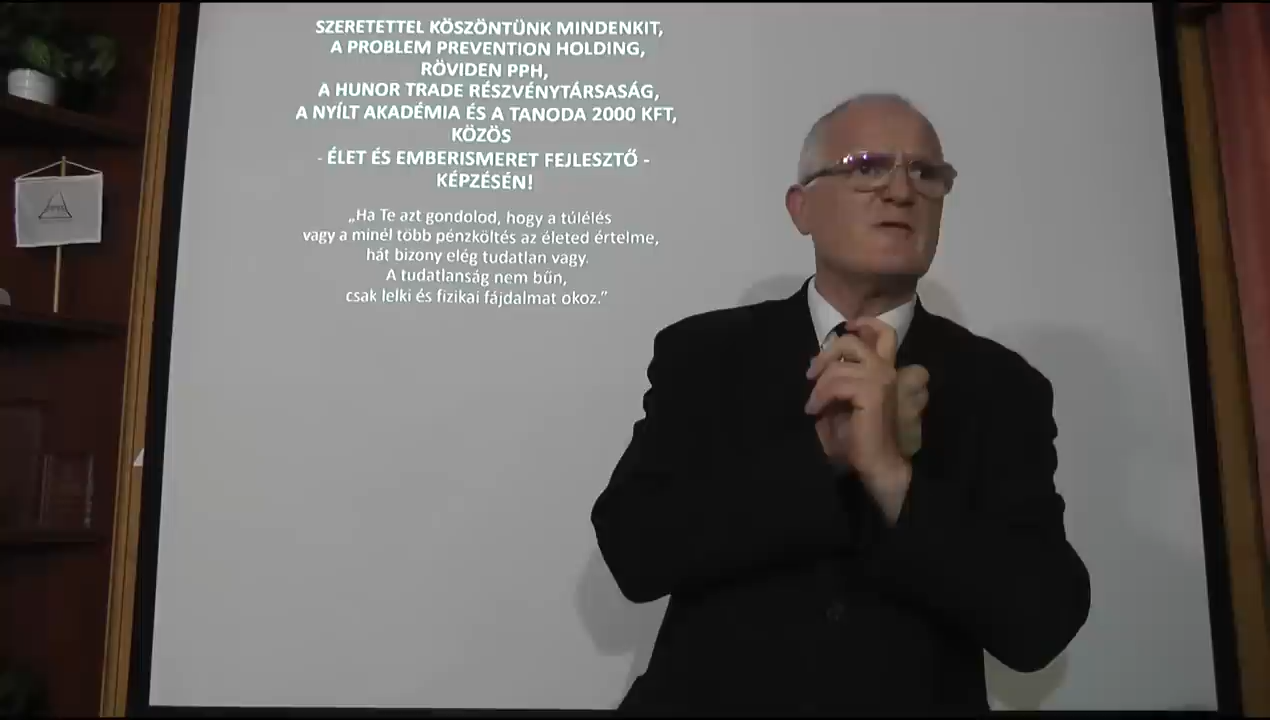 SZERETETTEL KÖSZÖNTÜNK MINDENKIT,
A PROBLEM PREVENTION HOLDING,
RÖVIDEN PPH,
A HUNOR TRADE RÉSZVÉNYTÁRSASÁG,
A NYÍLT AKADÉMIA ÉS A TANODA 2000 KFT,
KÖZÖS
- ÉLET ÉS EMBERISMERET FEJLESZTŐ -
KÉPZÉSÉN!
„Ha Te azt gondolod, hogy a túlélés
vagy a minél több pénzköltés az életed értelme,
hát bizony elég tudatlan vagy.
A tudatlanság nem bűn,
csak lelki és fizikai fájdalmat okoz.”